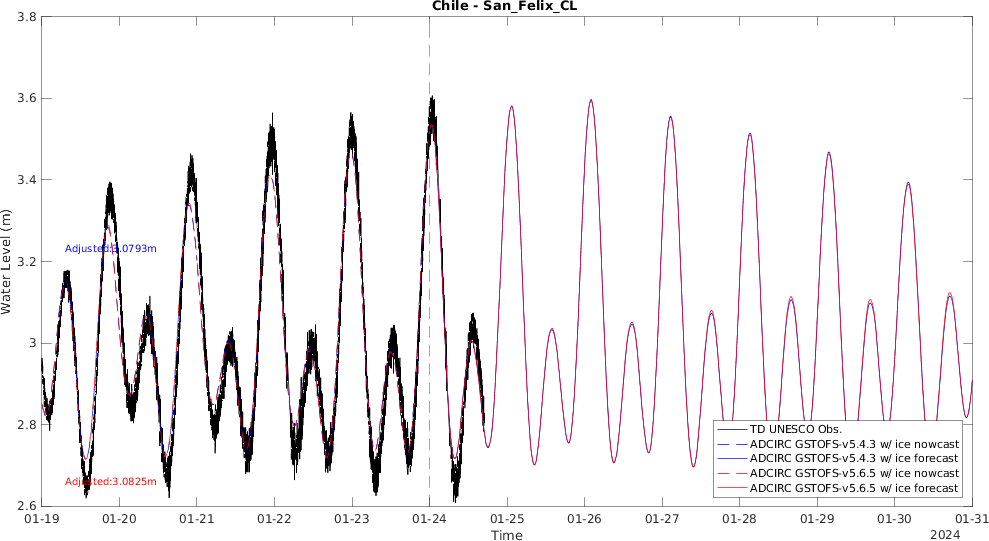 Chile - San_Felix_CL
Water Level (m)
3.8
3.6
3.4
3.2
3
2.8
2.6
Adjusted:3.0793m
Adjusted:3.0825m
TD UNESCO Obs.
ADCIRC GSTOFS-v5.4.3 w/ ice nowcast
ADCIRC GSTOFS-v5.4.3 w/ ice forecast
ADCIRC GSTOFS-v5.6.5 w/ ice nowcast
ADCIRC GSTOFS-v5.6.5 w/ ice forecast
01-19 01-20 01-21 01-22 01-23 01-24 01-25 01-26 01-27 01-28 01-29 01-30 01-31
Time
2024